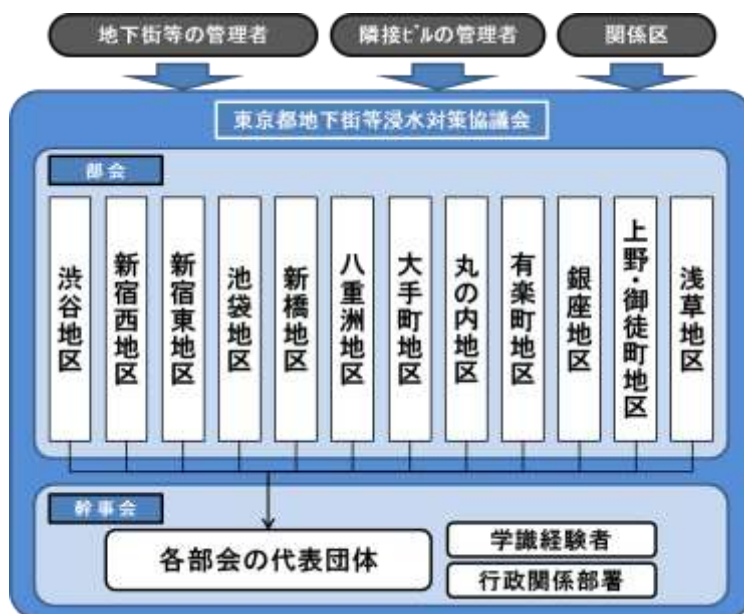 地下街等の管理者
隣接ﾋﾞﾙの管理者
関係区
東京都地下街等浸水対策協議会
部会
渋谷地区
新宿西地区
新宿東地区
池袋地区
新橋地区
八重洲地区
大手町地区
丸の内地区
有楽町地区
銀座地区
上野・御徒町地区
浅草地区
幹事会
各部会の代表団体
学識経験者
行政関係部署